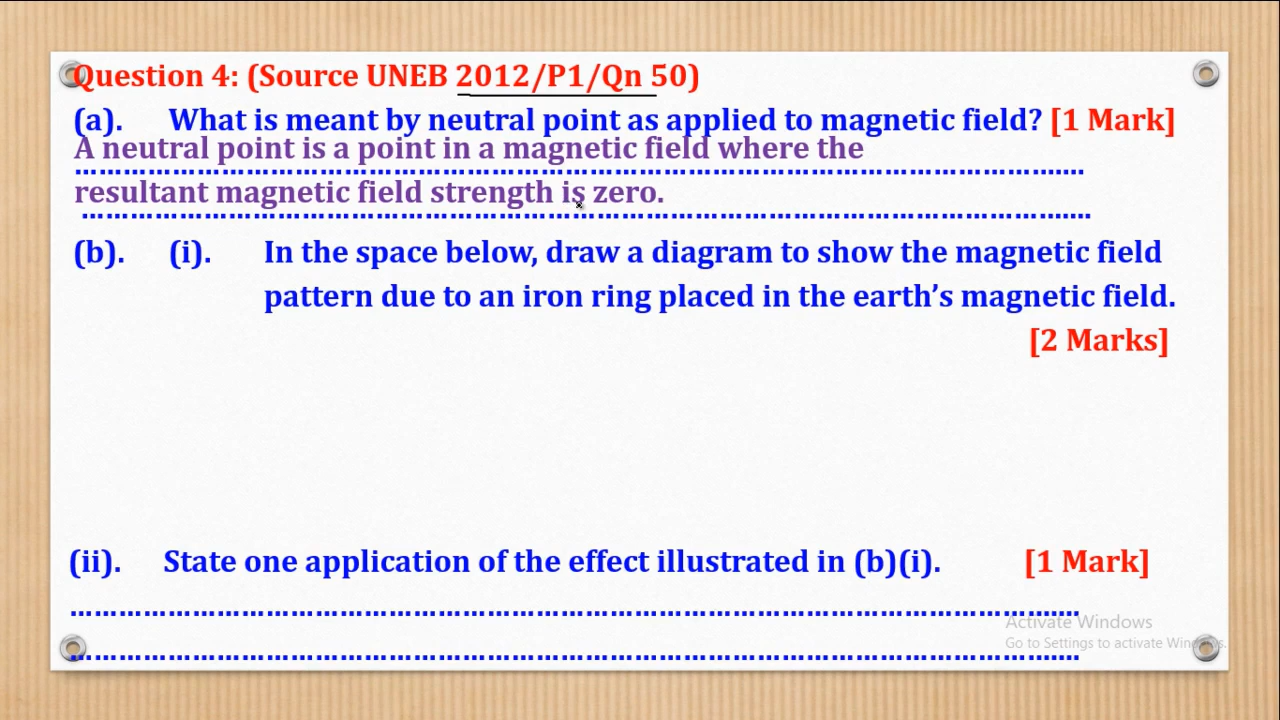 Question 4: (Source UNEB 2012/P1/Qn 50)
(a). What is meant by neutral point as applied to magnetic field? [1 Mark]
A neutral point is a point in a magnetic field where the
resultant magnetic field strength is zero.
(b). (i). In the space below, draw a diagram to show the magnetic field
pattern due to an iron ring placed in the earth's magnetic field.
[2 Marks]
(ii). State one application of the effect illustrated in (b)(i). [1 Mark]
Activate Windows
Go to Settings to activate Windows.